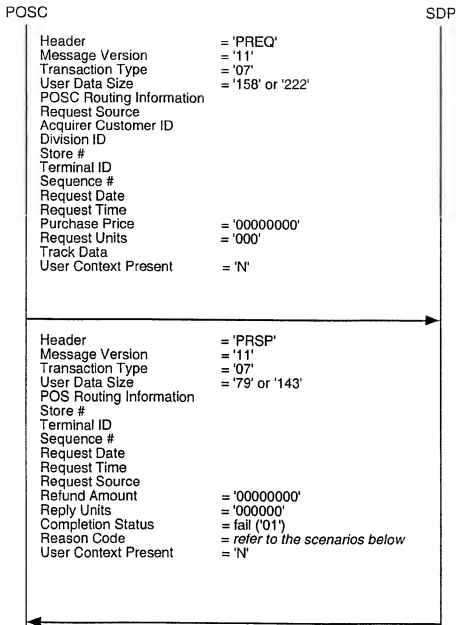 POSC SDP
Header = 'PREQ'
Message Version = '11'
Transaction Type = '07'
User Data Size = '158' or '222'
POSC Routing Information
Request Source
Acquirer Customer ID
Division ID
Store #
Terminal ID
Sequence #
Request Date
Request Time
Purchase Price = '00000000'
Request Units = '000'
Track Data
User Context Present = 'N'
Header = 'PRSP'
Message Version = '11'
Transaction Type = '07'
User Data Size = '79' or '143'
POS Routing Information
Store #
Terminal ID
Sequence #
Request Date
Request Time
Request Source
Refund Amount = '00000000'
Reply Units = '000000'
Completion Status = fail ('01')
Reason Code = refer to the scenarios below
User Context Present = 'N'